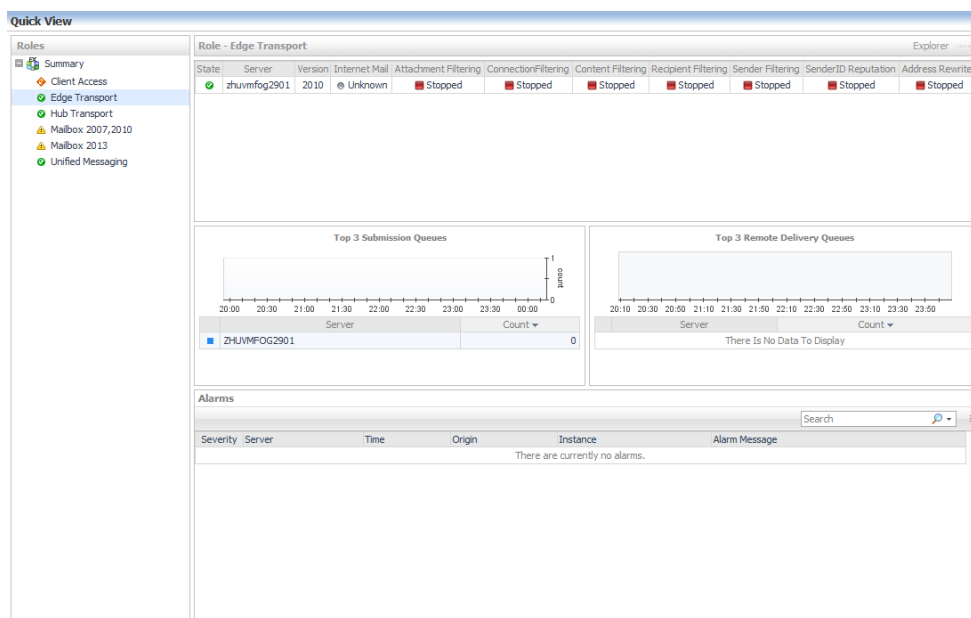 Quick View
Roles
Summary
Client Access
Edge Transport
Hub Transport
Mailbox 2007,2010
Mailbox 2013
Unified Messaging
Role - Edge Transport
Explorer
State Server Version Internet Mail Attachment Filtering ConnectionFiltering Content Filtering Recipient Filtering Sender Filtering SenderID Reputation Address Rewrite
zhuvmfog2901 2010 Unknown Stopped Stopped Stopped Stopped Stopped Stopped Stopped
Top 3 Submission Queues
1
count
0
20:00 20:30 21:00 21:30 22:00 22:30 23:00 23:30 00:00
Server Count
ZHUVMFOG2901 0
Top 3 Remote Delivery Queues
20:10 20:30 20:50 21:10 21:30 21:50 22:10 22:30 22:50 23:10 23:30 23:50
Server Count
There Is No Data To Display
Alarms
Search
Severity Server Time Origin Instance Alarm Message
There are currently no alarms.